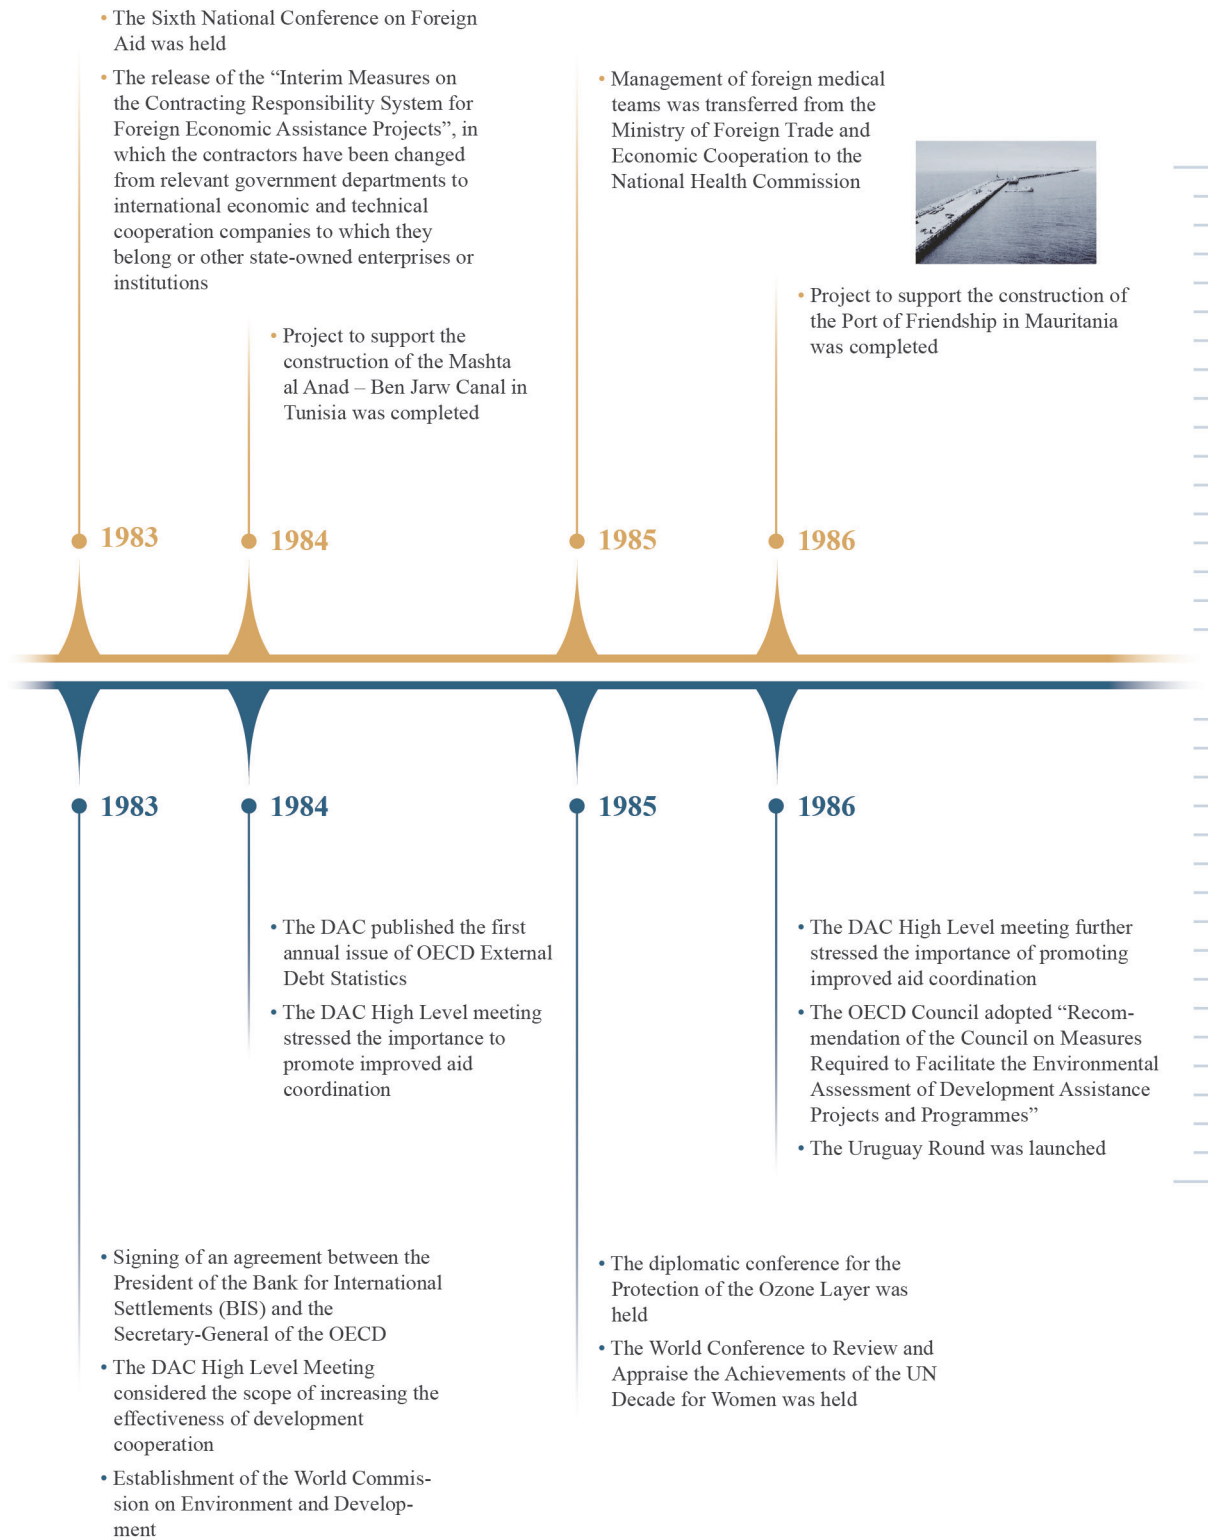 • The Sixth National Conference on Foreign
Aid was held
• The release of the “Interim Measures on
the Contracting Responsibility System for
Foreign Economic Assistance Projects”, in
which the contractors have been changed
from relevant government departments to
international economic and technical
cooperation companies to which they
belong or other state-owned enterprises or
institutions
1983
• Project to support the
construction of the Mashta
al Anad – Ben Jarw Canal in
Tunisia was completed
1984
• Management of foreign medical
teams was transferred from the
Ministry of Foreign Trade and
Economic Cooperation to the
National Health Commission
1985
• Project to support the construction of
the Port of Friendship in Mauritania
was completed
1986
1983
• Signing of an agreement between the
President of the Bank for International
Settlements (BIS) and the
Secretary-General of the OECD
• The DAC High Level Meeting
considered the scope of increasing the
effectiveness of development
cooperation
• Establishment of the World Commis-
sion on Environment and Develop-
ment
1984
• The DAC published the first
annual issue of OECD External
Debt Statistics
• The DAC High Level meeting
stressed the importance to
promote improved aid
coordination
1985
• The diplomatic conference for the
Protection of the Ozone Layer was
held
• The World Conference to Review and
Appraise the Achievements of the UN
Decade for Women was held
1986
• The DAC High Level meeting further
stressed the importance of promoting
improved aid coordination
• The OECD Council adopted “Recom-
mendation of the Council on Measures
Required to Facilitate the Environmental
Assessment of Development Assistance
Projects and Programmes”
• The Uruguay Round was launched